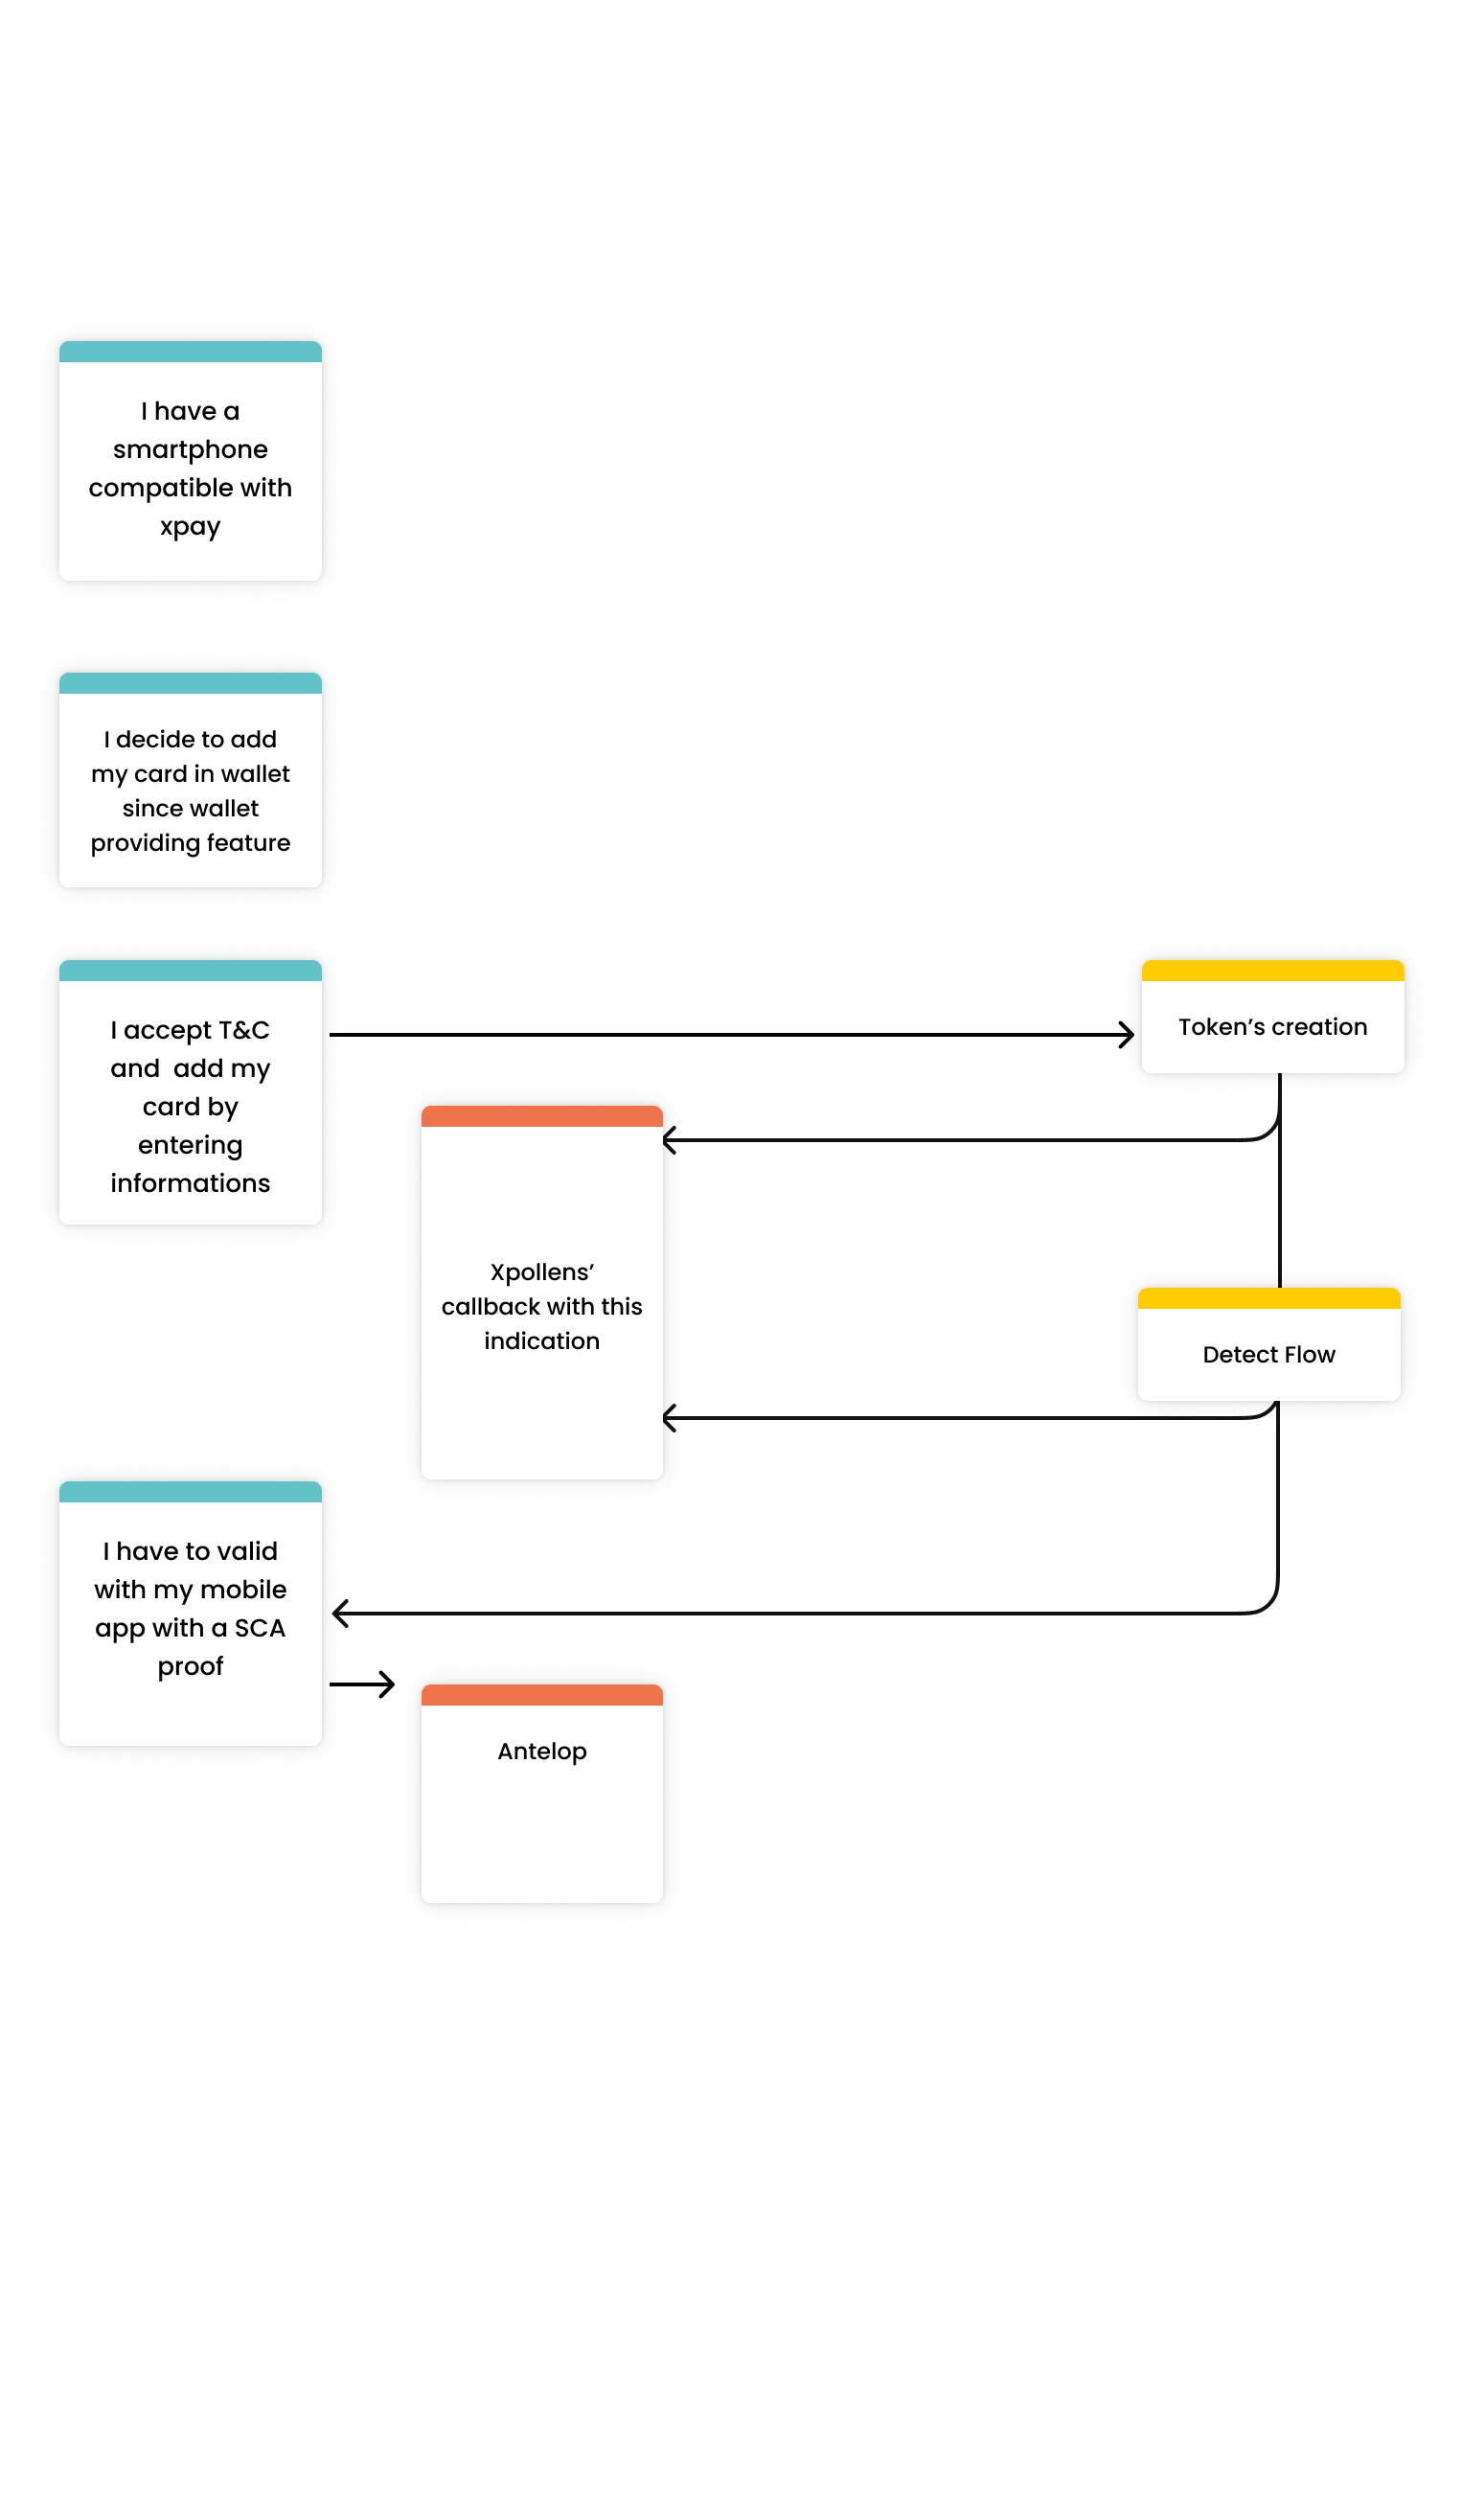 I have a
smartphone
compatible with
xpay
I decide to add
my card in wallet
since wallet
providing feature
I accept T&C
and  add my
card by
entering
informations
Token’s creation
Xpollens’
callback with this
indication
Detect Flow
I have to valid
with my mobile
app with a SCA
proof
Antelop